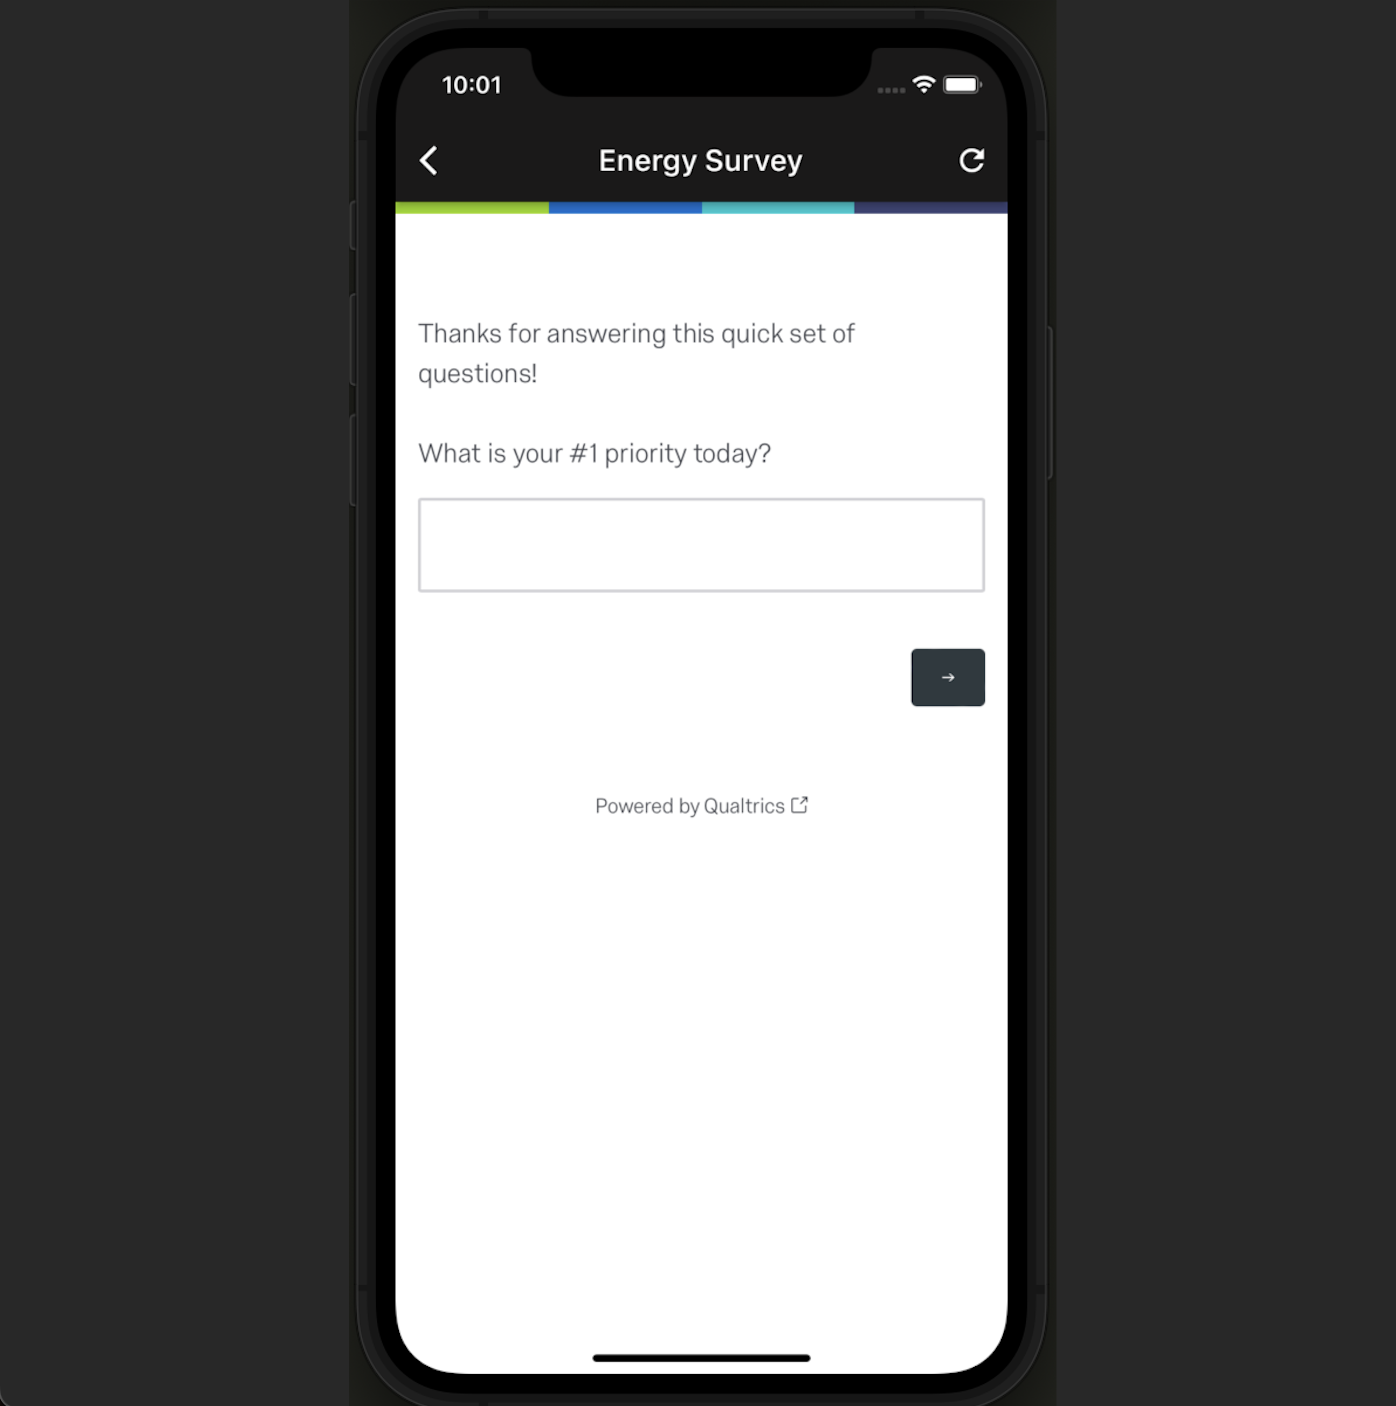 10:01
Energy Survey
Thanks for answering this quick set of
questions!
What is your #1 priority today?
→
Powered by Qualtrics